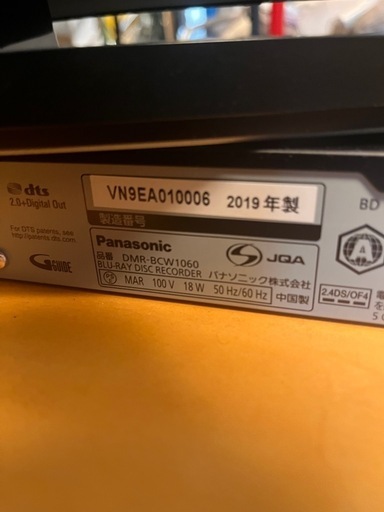 dts
2.0+Digital Out
For DTS patents, see
http://patents.dts.com.
G GUIDE
VN9EA010006 2019年製
製造番号
Panasonic
品番 DMR-BCW1060
BLU-RAY DISC RECORDER パナソニック株式会社
MAR 100V 18W 50Hz/60Hz 中国製
S JQA
BD
A
2.4DS/OF4